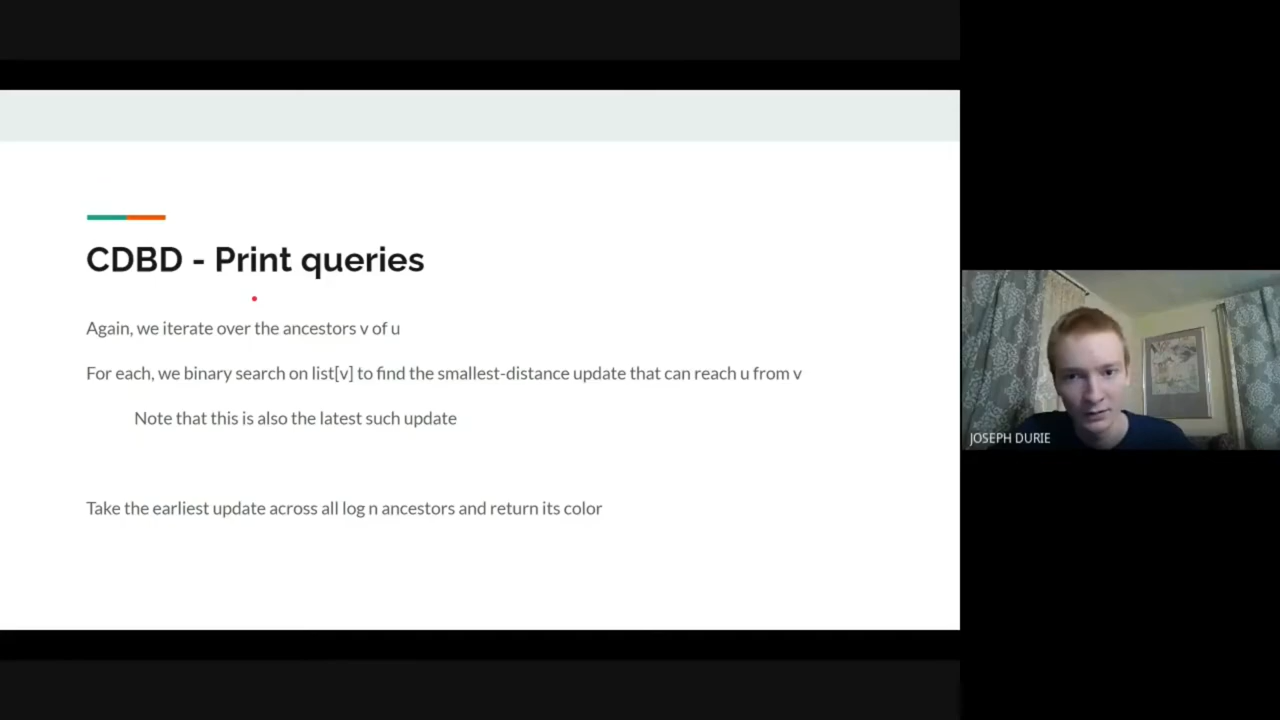 CDBD - Print queries
Again, we iterate over the ancestors v of u
For each, we binary search on list[v] to find the smallest-distance update that can reach u from v
Note that this is also the latest such update
Take the earliest update across all log n ancestors and return its color
JOSEPH DURIE